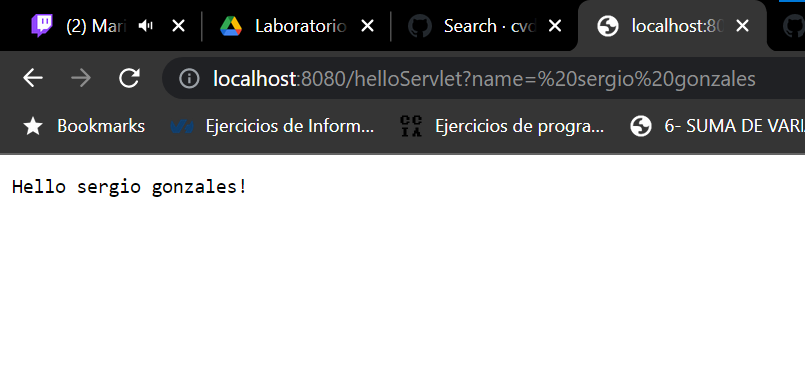 (2) Mari
Laboratorio
Search · cvd
localhost:80
localhost:8080/helloServlet?name=%20sergio%20gonzales
Bookmarks
Ejercicios de Inform...
CC IA
Ejercicios de progra...
6- SUMA DE VARI
Hello sergio gonzales!